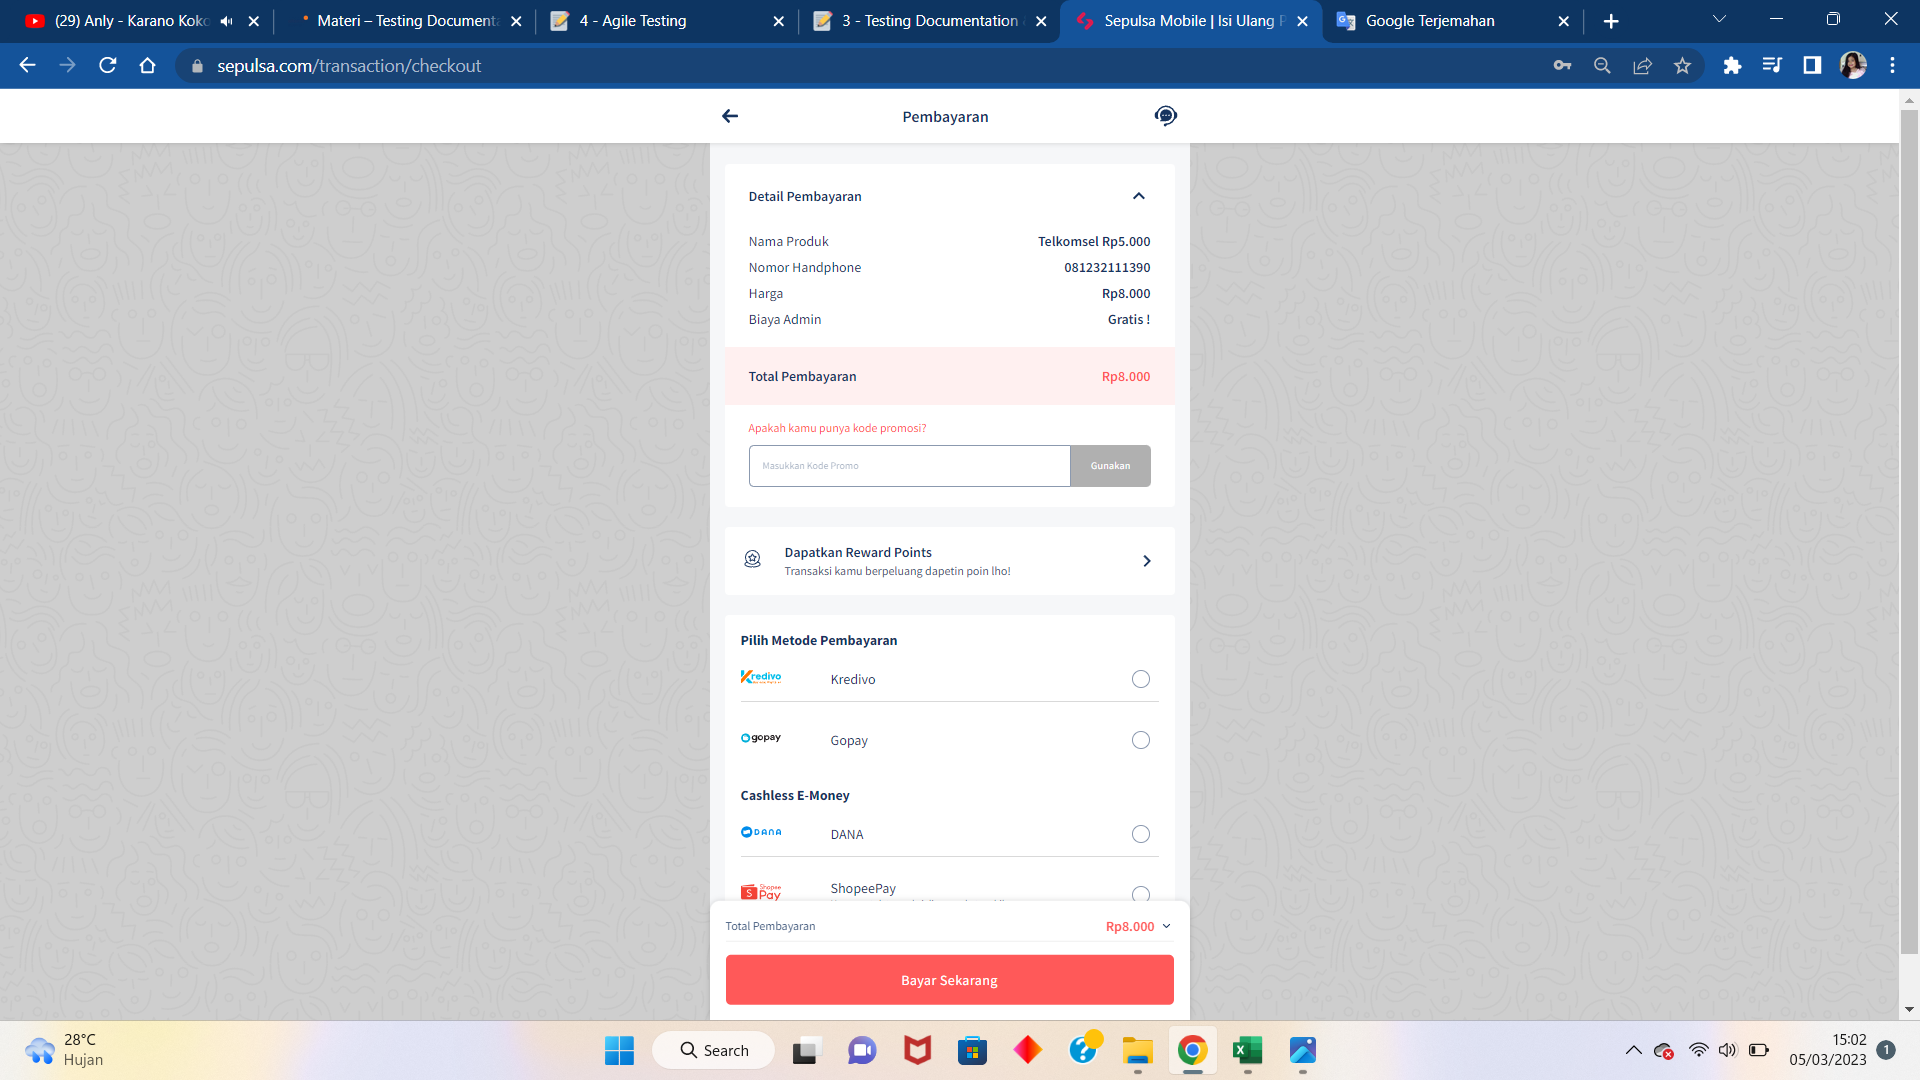 (29) Anly - Karano Koko
Materi – Testing Documenta
4 - Agile Testing
3 - Testing Documentation
Sepulsa Mobile | Isi Ulang P
Google Terjemahan
sepulsa.com/transaction/checkout
Pembayaran
Detail Pembayaran
Nama Produk Telkomsel Rp5.000
Nomor Handphone 081232111390
Harga Rp8.000
Biaya Admin Gratis !
Total Pembayaran Rp8.000
Apakah kamu punya kode promosi?
Masukkan Kode Promo Gunakan
Dapatkan Reward Points
Transaksi kamu berpeluang dapetin poin lho!
Pilih Metode Pembayaran
Kredivo Kredivo
gopay Gopay
Cashless E-Money
DANA DANA
Shopee Pay ShopeePay
Total Pembayaran Rp8.000
Bayar Sekarang
28°C
Hujan
Search
15:02
05/03/2023
1